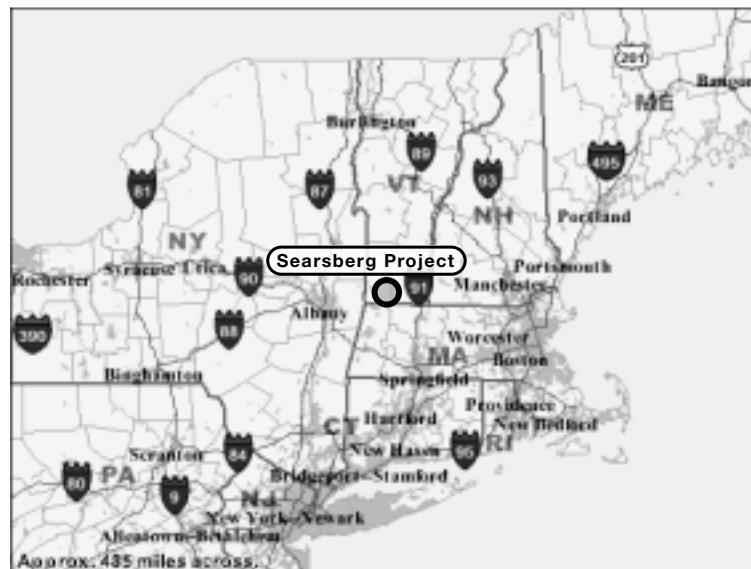 201
Bangor
ME
Burlington
89
81
87
VT
93
495
NH
Portland
NY
Searsberg Project
Syracuse Utica
Rochester
90
91
Portsmouth
Manchester
Albany
88
390
Worcester
MA
Boston
Binghamton
Springfield
Providence
Hartford
New Bedford
CT
RI
Scranton
84
New Haven
95
80
PA
Bridgeport-Stamford
9
NJ
New York-Newark
Allentown-Bethlehem
Approx. 485 miles across.